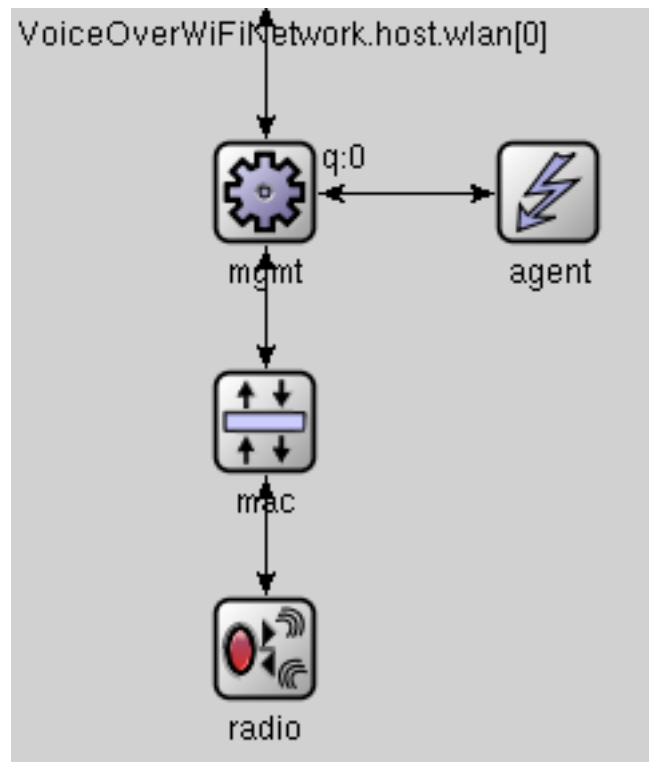 VoiceOverWiFiNetwork.host.wlan[0]
q:0
mgmt
agent
mac
radio